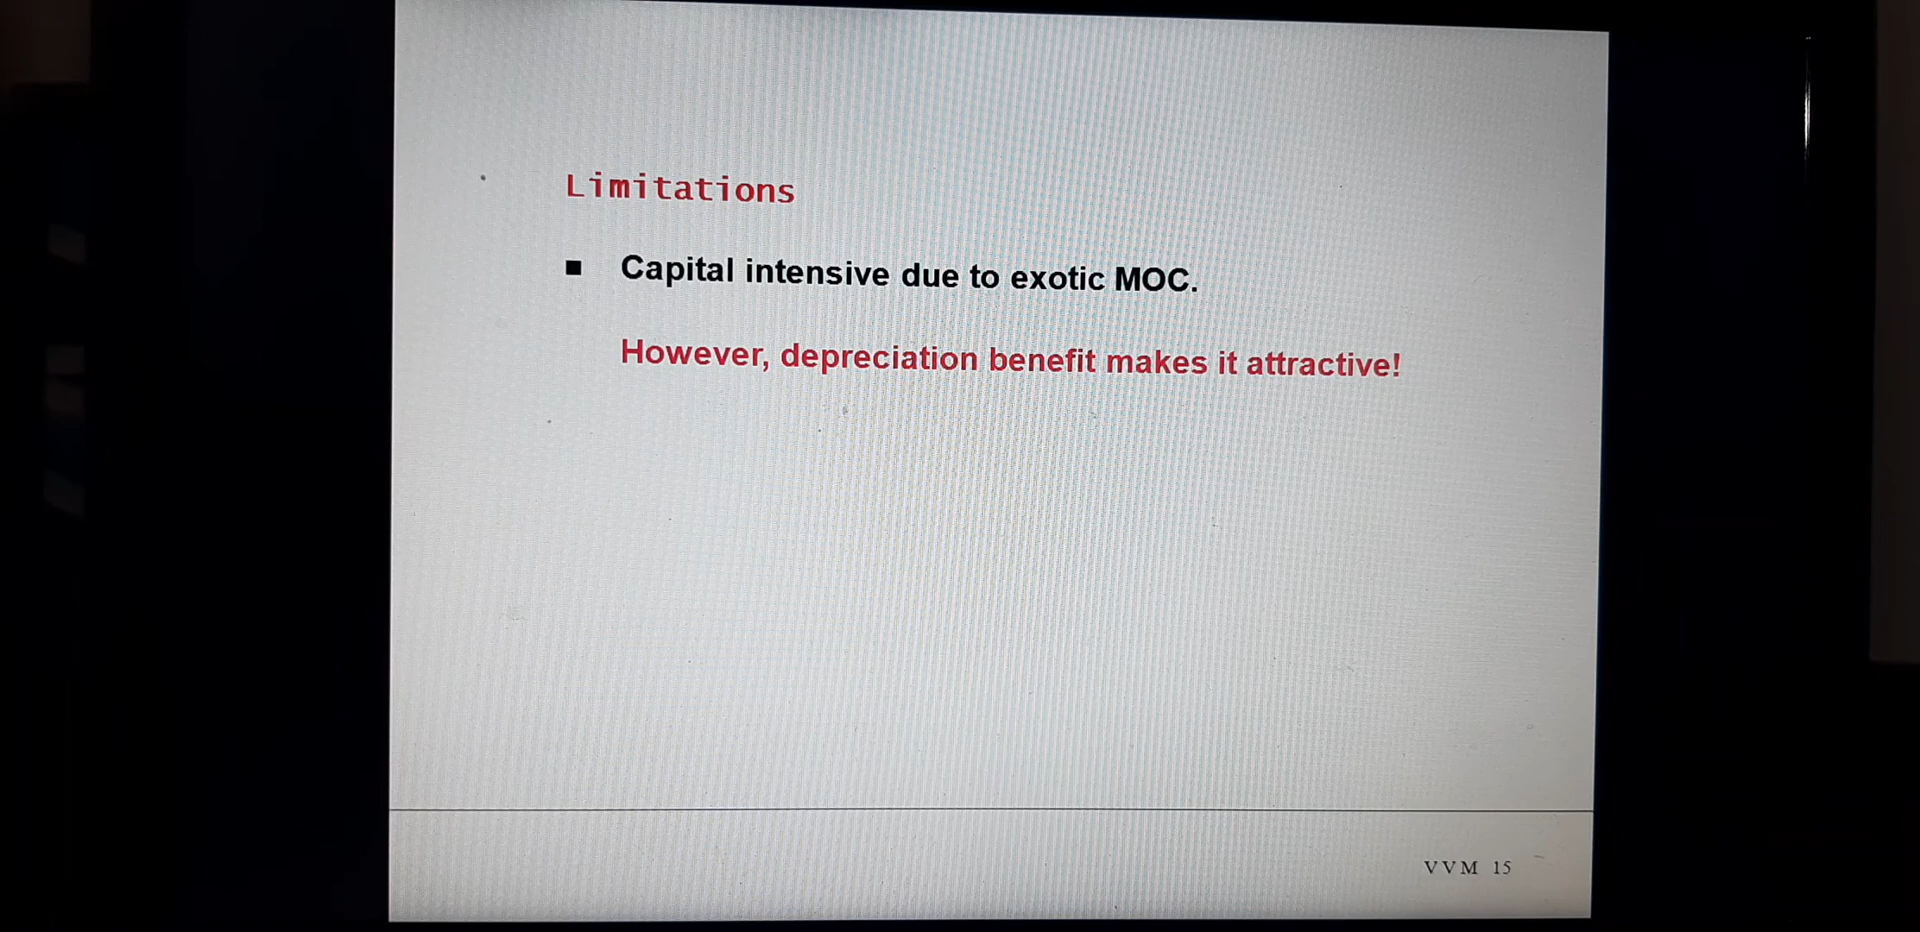 Limitations
■ Capital intensive due to exotic MOC.
However, depreciation benefit makes it attractive!
VVM 15